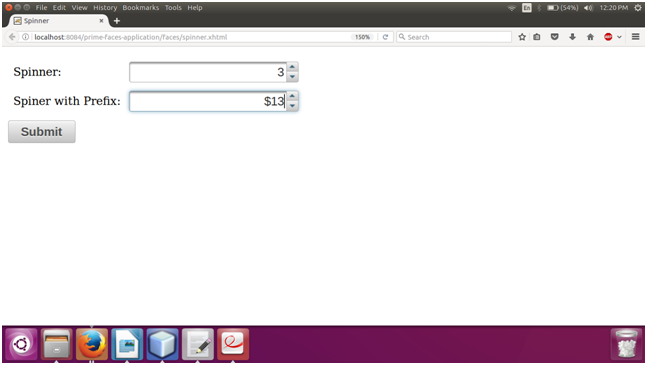 File Edit View History Bookmarks Tools Help
En
(54%)
12:20 PM
Spinner
localhost:8084/prime-faces-application/faces/spinner.xhtml
150%
Search
ABP
Spinner:
3
Spiner with Prefix:
$13
Submit